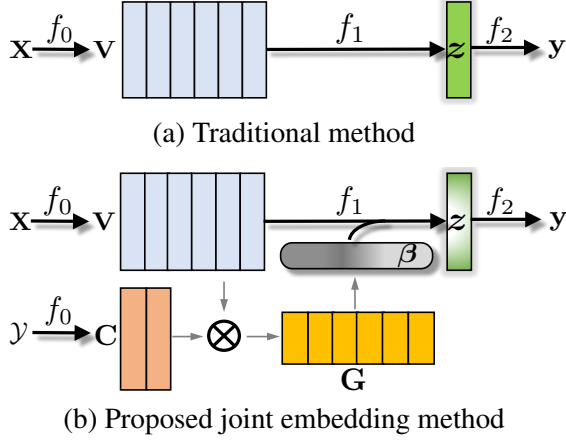 X f₀ V f₁ z f₂ y
(a) Traditional method
X f₀ V f₁ z f₂ y
β
𝒴 f₀ C ⊗
G
(b) Proposed joint embedding method